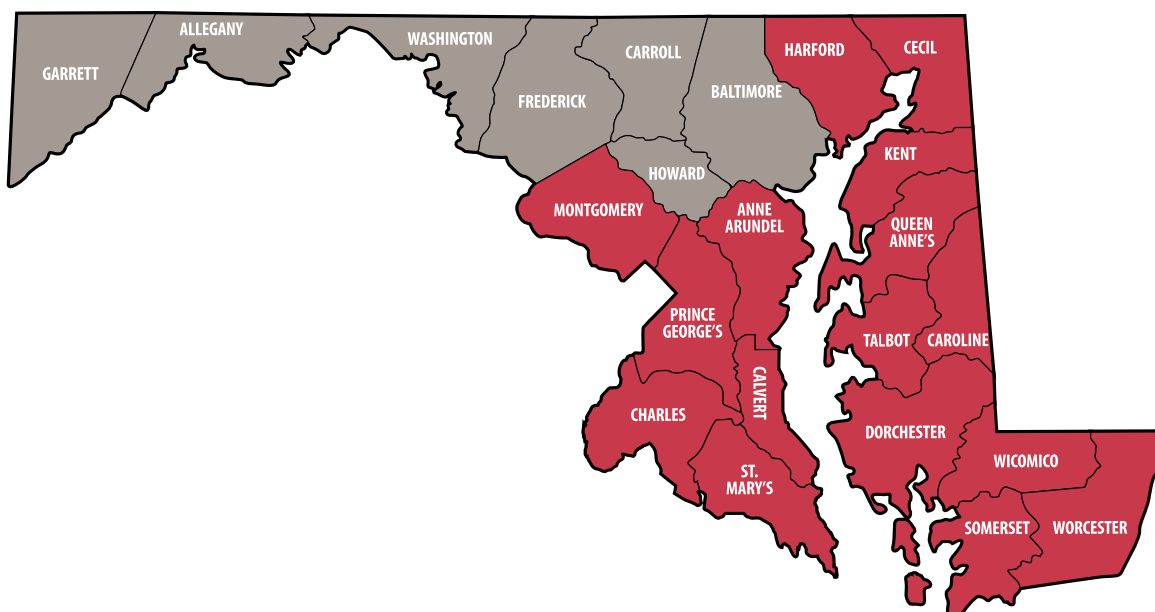 ALLEGANY
WASHINGTON
GARRETT
CARROLL
HARFORD
CECIL
FREDERICK
BALTIMORE
KENT
HOWARD
MONTGOMERY
ANNE
ARUNDEL
QUEEN
ANNE'S
PRINCE
GEORGE'S
TALBOT
CAROLINE
CALVERT
CHARLES
DORCHESTER
ST.
MARY'S
WICOMICO
SOMERSET
WORCESTER